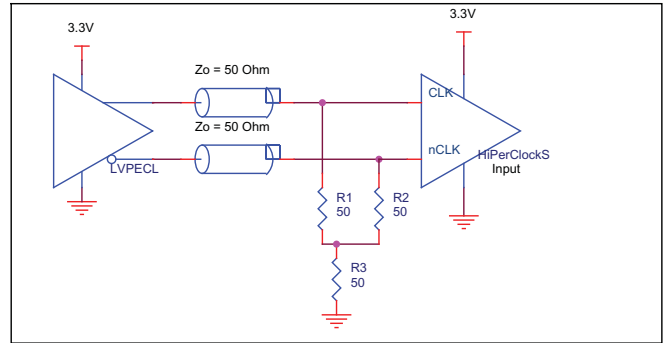 3.3V
3.3V
Zo = 50 Ohm
CLK
Zo = 50 Ohm
nCLK
LVPECL
HiPerClockS
Input
R1
50
R2
50
R3
50